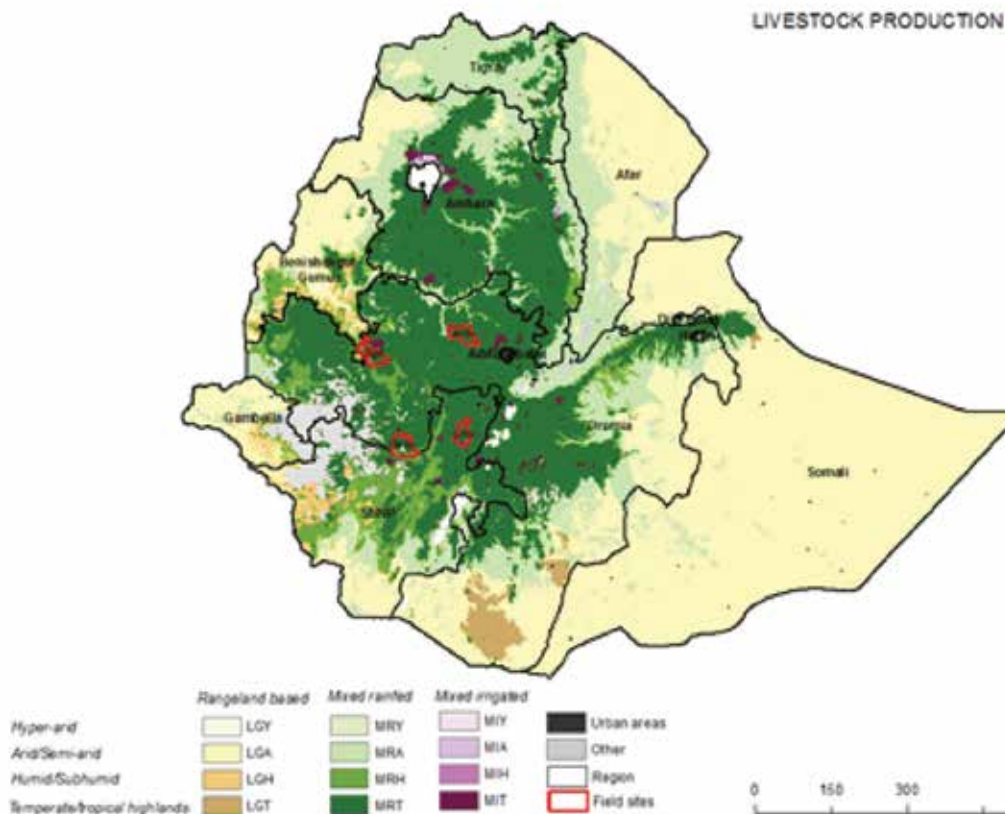 LIVESTOCK PRODUCTION
Tigray
Afar
Amhara
Gambella
Oromia
Somali
SNNP
Rangeland based Mixed rainfed Mixed irrigated
Hyper-arid LGY MRY MIY Urban areas
Arid/Semi-arid LGA MRA MIA Other
Humid/Subhumid LGH MRH MIH Region
Temperate/tropical highlands LGT MRT MIT Field sites
0 150 300